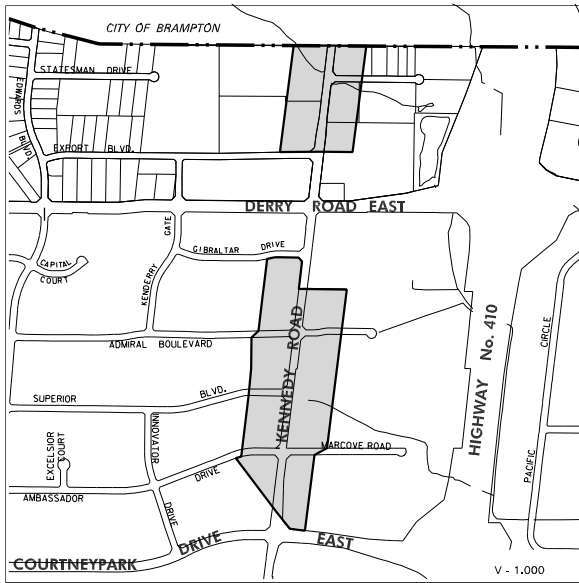 CITY OF BRAMPTON
STATESMAN DRIVE
EDWARDS
BLVD.
EXPORT BLVD.
DERRY ROAD EAST
GATE
GIBRALTAR DRIVE
CAPITAL
COURT
KENDERRY
KENNEDY ROAD
HIGHWAY No. 410
CIRCLE
ADMIRAL BOULEVARD
SUPERIOR
BLVD.
EXCELSIOR
COURT
INNOVATOR
MARCOVE ROAD
PACIFIC
AMBASSADOR
DRIVE
DRIVE
COURTNEYPARK
DRIVE
EAST
V - 1.000